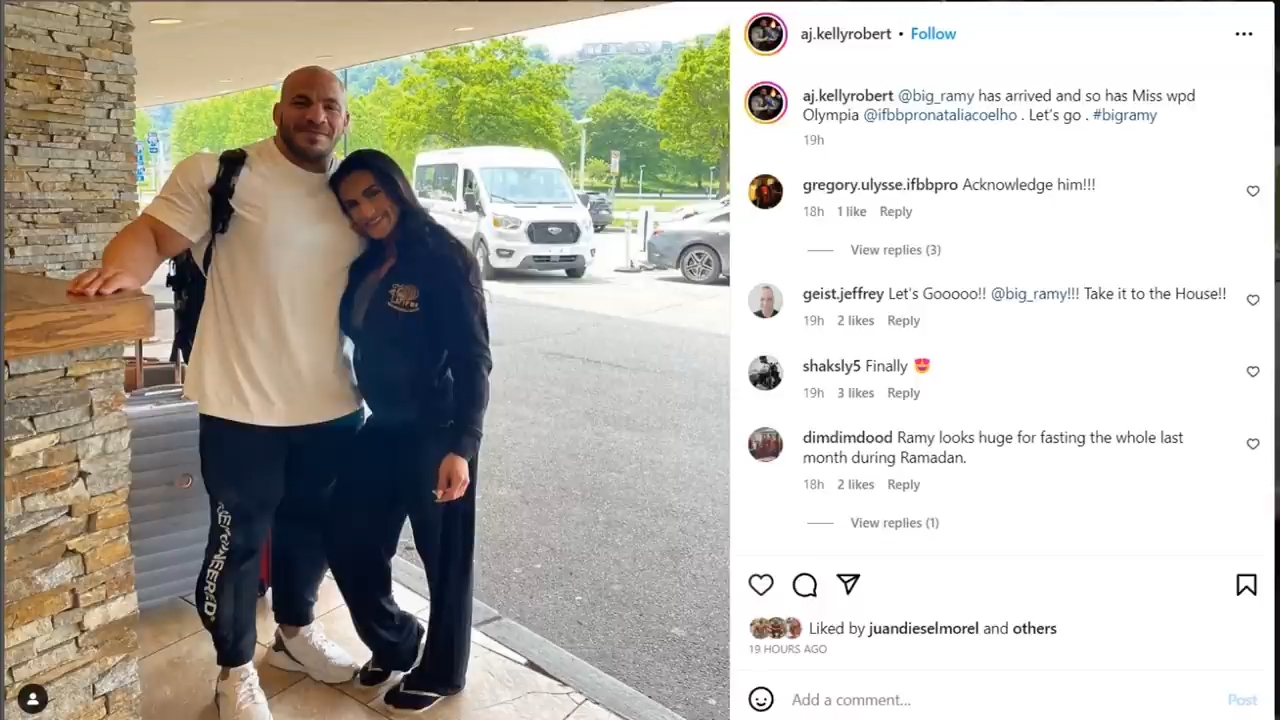 aj.kellyrobert • Follow
aj.kellyrobert @big_ramy has arrived and so has Miss wpd
Olympia @ifbbpronataliacoelho . Let's go . #bigramy
19h
gregory.ulysse.ifbbpro Acknowledge him!!!
18h 1 like Reply
View replies (3)
geist.jeffrey Let's Gooooo!! @big_ramy!!! Take it to the House!!
19h 2 likes Reply
shaksly5 Finally 😍
19h 3 likes Reply
dimdimdood Ramy looks huge for fasting the whole last
month during Ramadan.
18h 2 likes Reply
View replies (1)
Liked by juandieselmorel and others
19 HOURS AGO
Add a comment...
Post